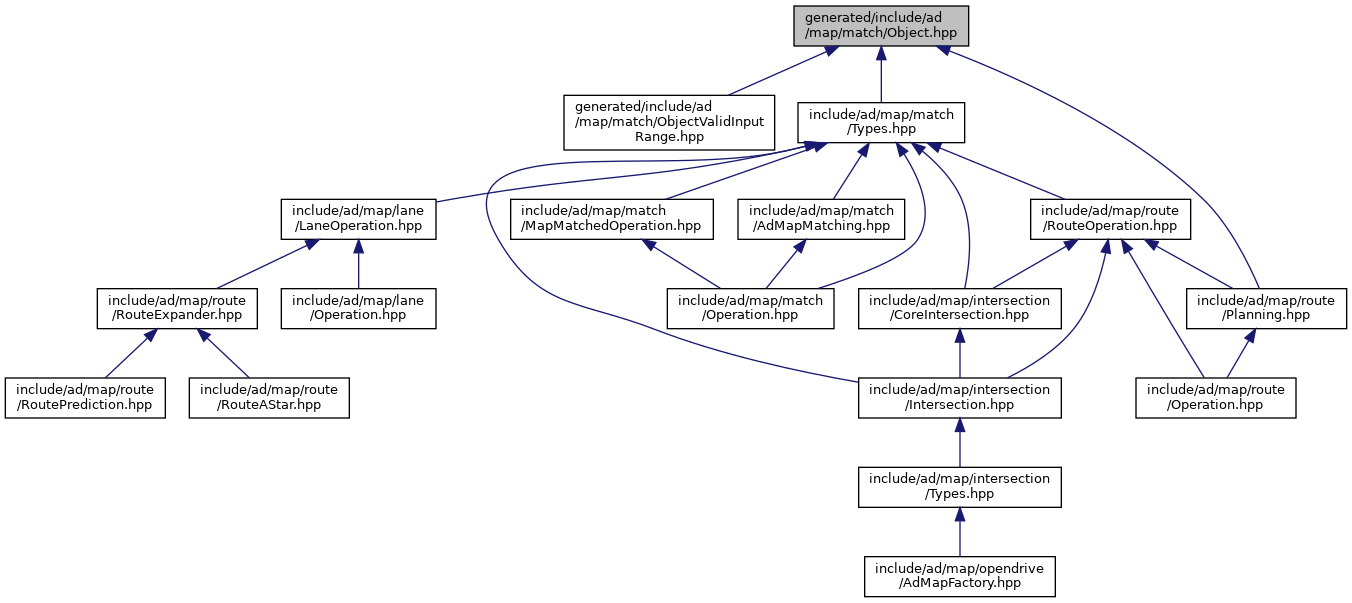 generated/include/ad
/map/match/Object.hpp
generated/include/ad
/map/match/ObjectValidInput
Range.hpp
include/ad/map/match
/Types.hpp
include/ad/map/lane
/LaneOperation.hpp
include/ad/map/match
/MapMatchedOperation.hpp
include/ad/map/match
/AdMapMatching.hpp
include/ad/map/route
/RouteOperation.hpp
include/ad/map/route
/RouteExpander.hpp
include/ad/map/lane
/Operation.hpp
include/ad/map/match
/Operation.hpp
include/ad/map/intersection
/CoreIntersection.hpp
include/ad/map/route
/Planning.hpp
include/ad/map/route
/RoutePrediction.hpp
include/ad/map/route
/RouteAStar.hpp
include/ad/map/intersection
/Intersection.hpp
include/ad/map/route
/Operation.hpp
include/ad/map/intersection
/Types.hpp
include/ad/map/opendrive
/AdMapFactory.hpp